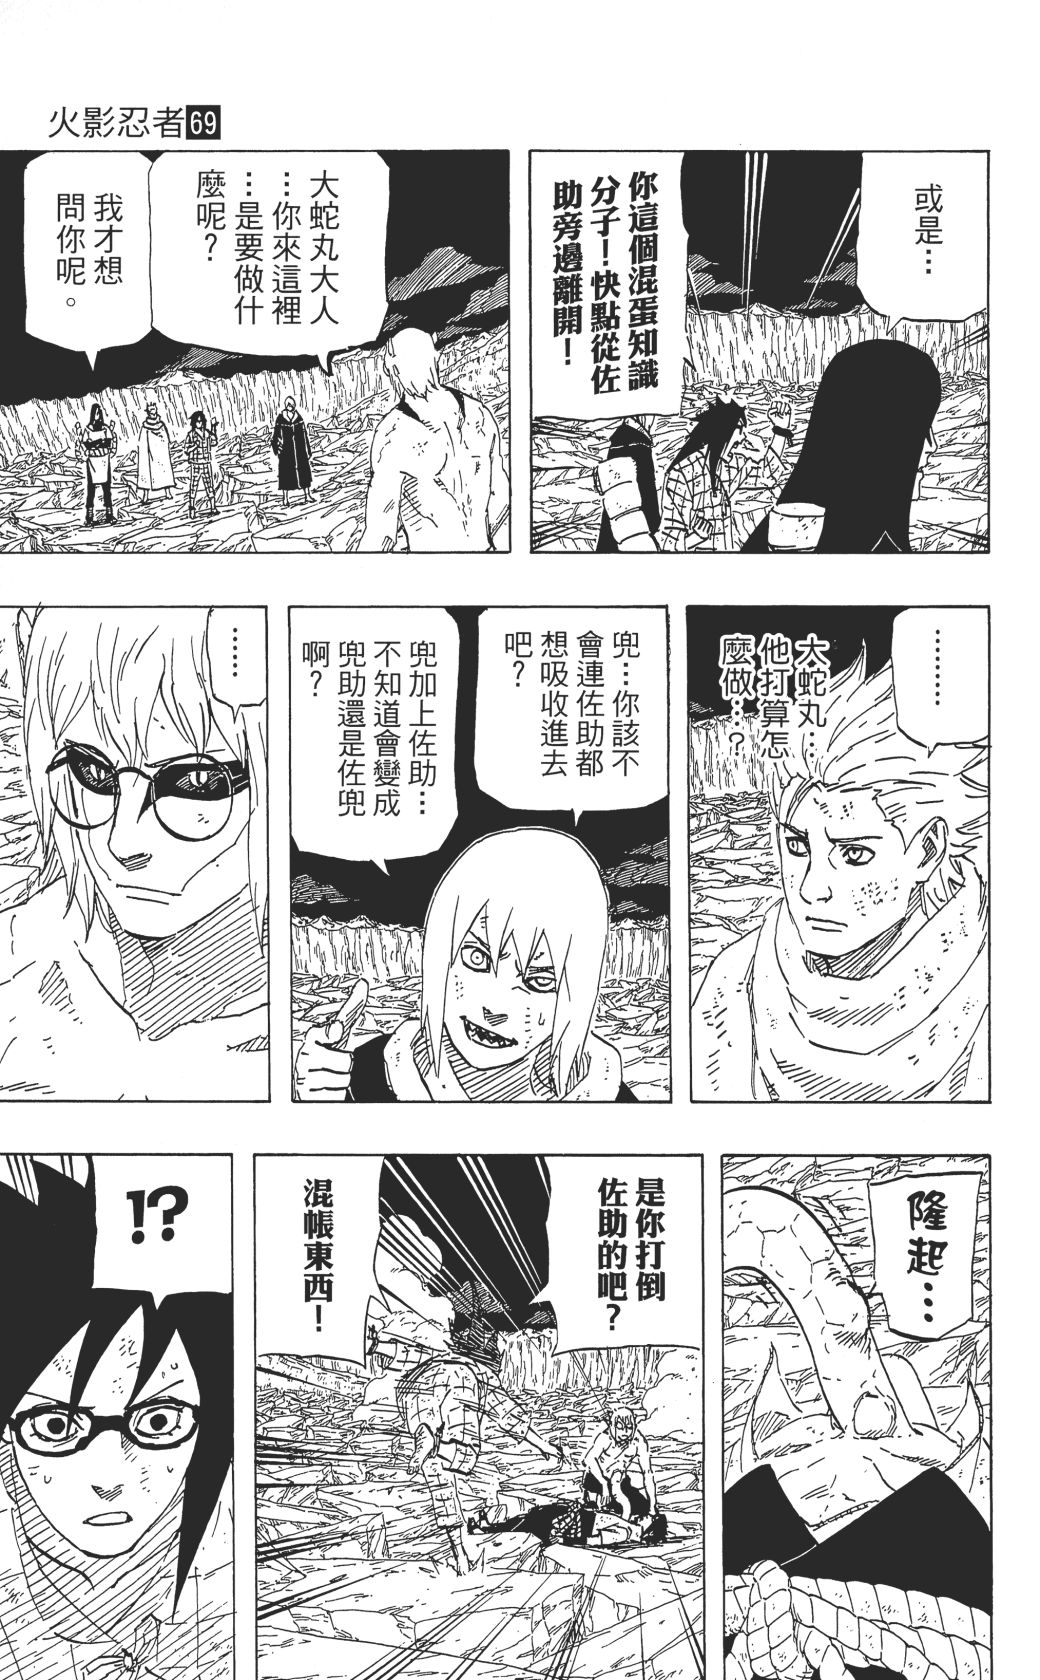 火影忍者69
或是…
你這個混蛋知識
分子！快點從佐
助旁邊離開！
大蛇丸大人
…你來這裡
…是要做什
麼呢？
我才想
問你呢。
………
大蛇丸…
他打算怎
麼做…？
兜…你該不
會連佐助都
想吸收進去
吧？
兜加上佐助…
不知道會變成
兜助還是佐兜
啊？
……
隆起…
是你打倒
佐助的吧？
混帳東西！
!?